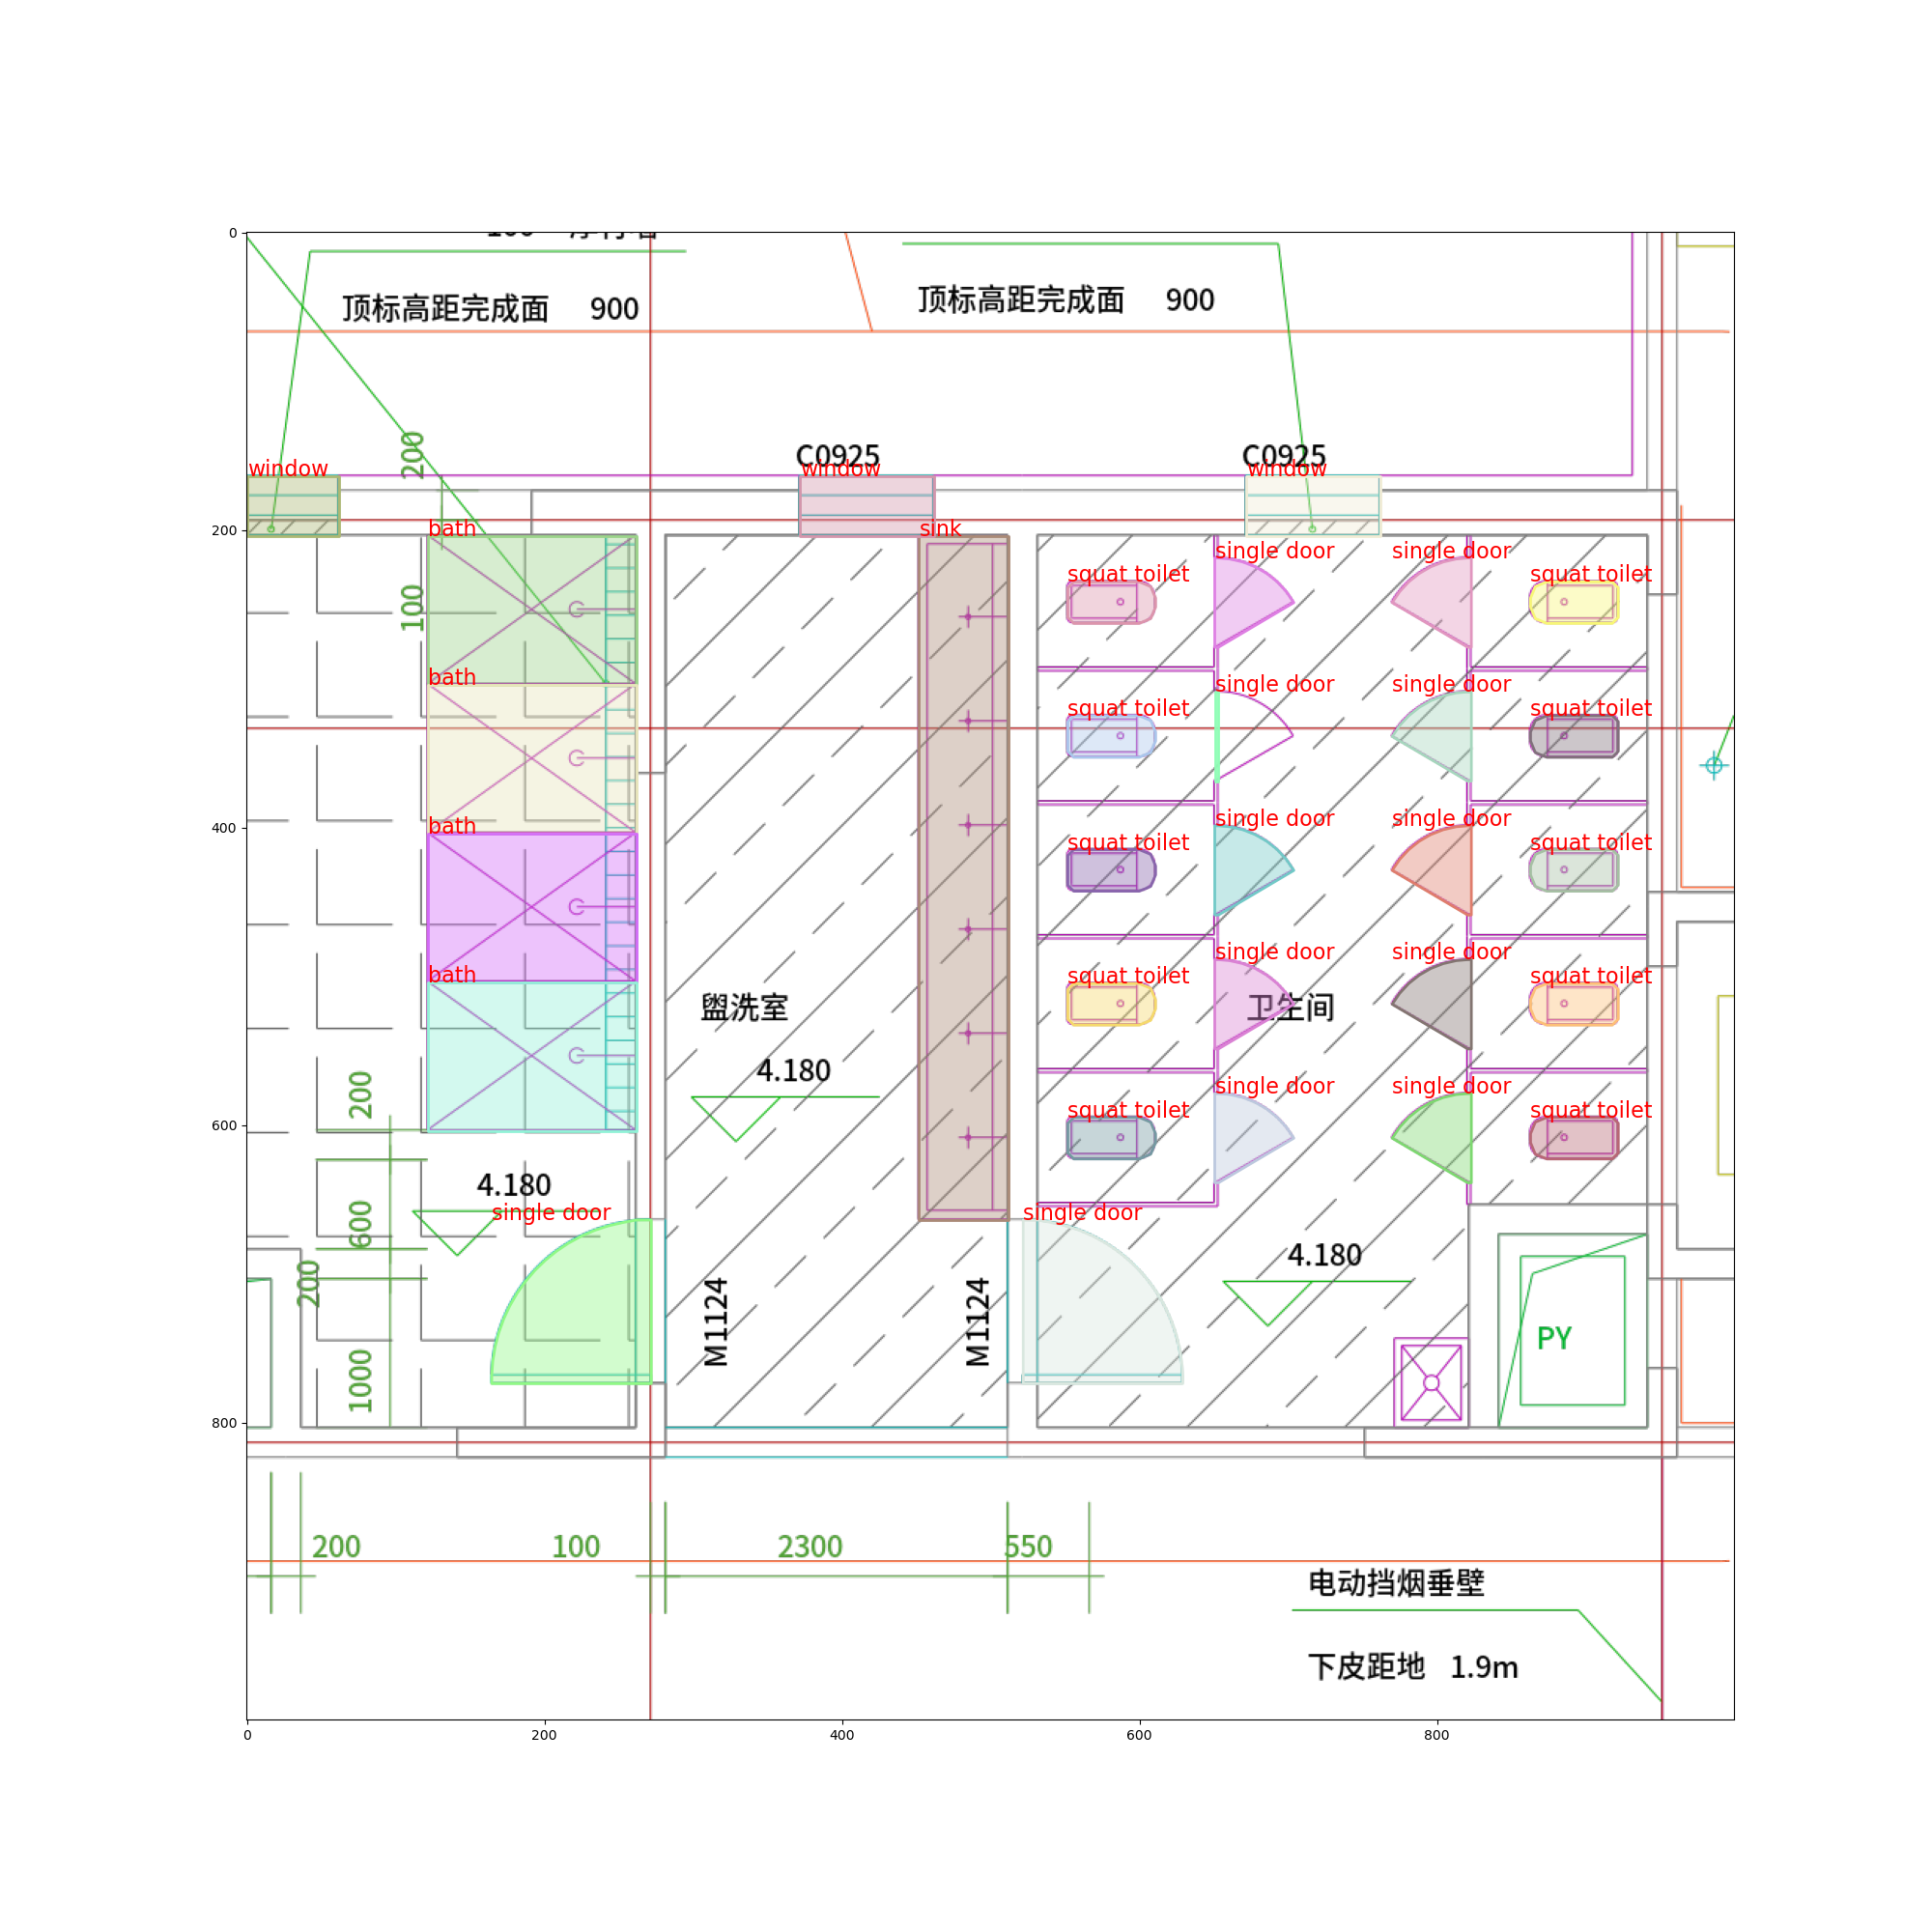 顶标高距完成面 900
顶标高距完成面 900
200
C0925
C0925
window
window
window
bath
sink
single door
single door
squat toilet
squat toilet
100
bath
single door
single door
squat toilet
squat toilet
bath
single door
single door
squat toilet
squat toilet
bath
single door
single door
squat toilet
squat toilet
盥洗室
卫生间
4.180
200
single door
single door
squat toilet
squat toilet
4.180
single door
single door
600
200
4.180
M1124
M1124
PY
1000
200
100
2300
550
电动挡烟垂壁
下皮距地 1.9m
0
200
400
600
800
0
200
400
600
800